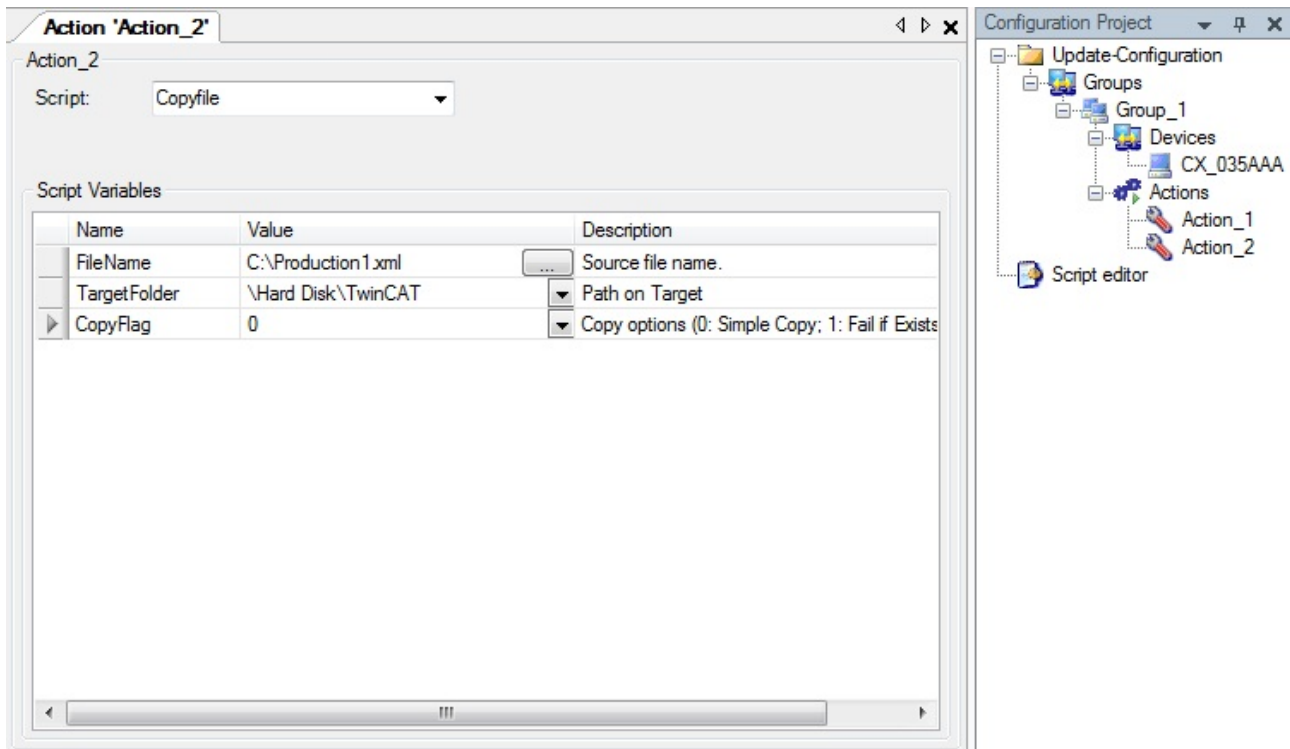 Action 'Action_2'
Action_2
Script: Copyfile
Script Variables
Name Value Description
FileName C:\Production1.xml ... Source file name.
TargetFolder \Hard Disk\TwinCAT Path on Target
CopyFlag 0 Copy options (0: Simple Copy; 1: Fail if Exists
Configuration Project
Update-Configuration
Groups
Group_1
Devices
CX_035AAA
Actions
Action_1
Action_2
Script editor